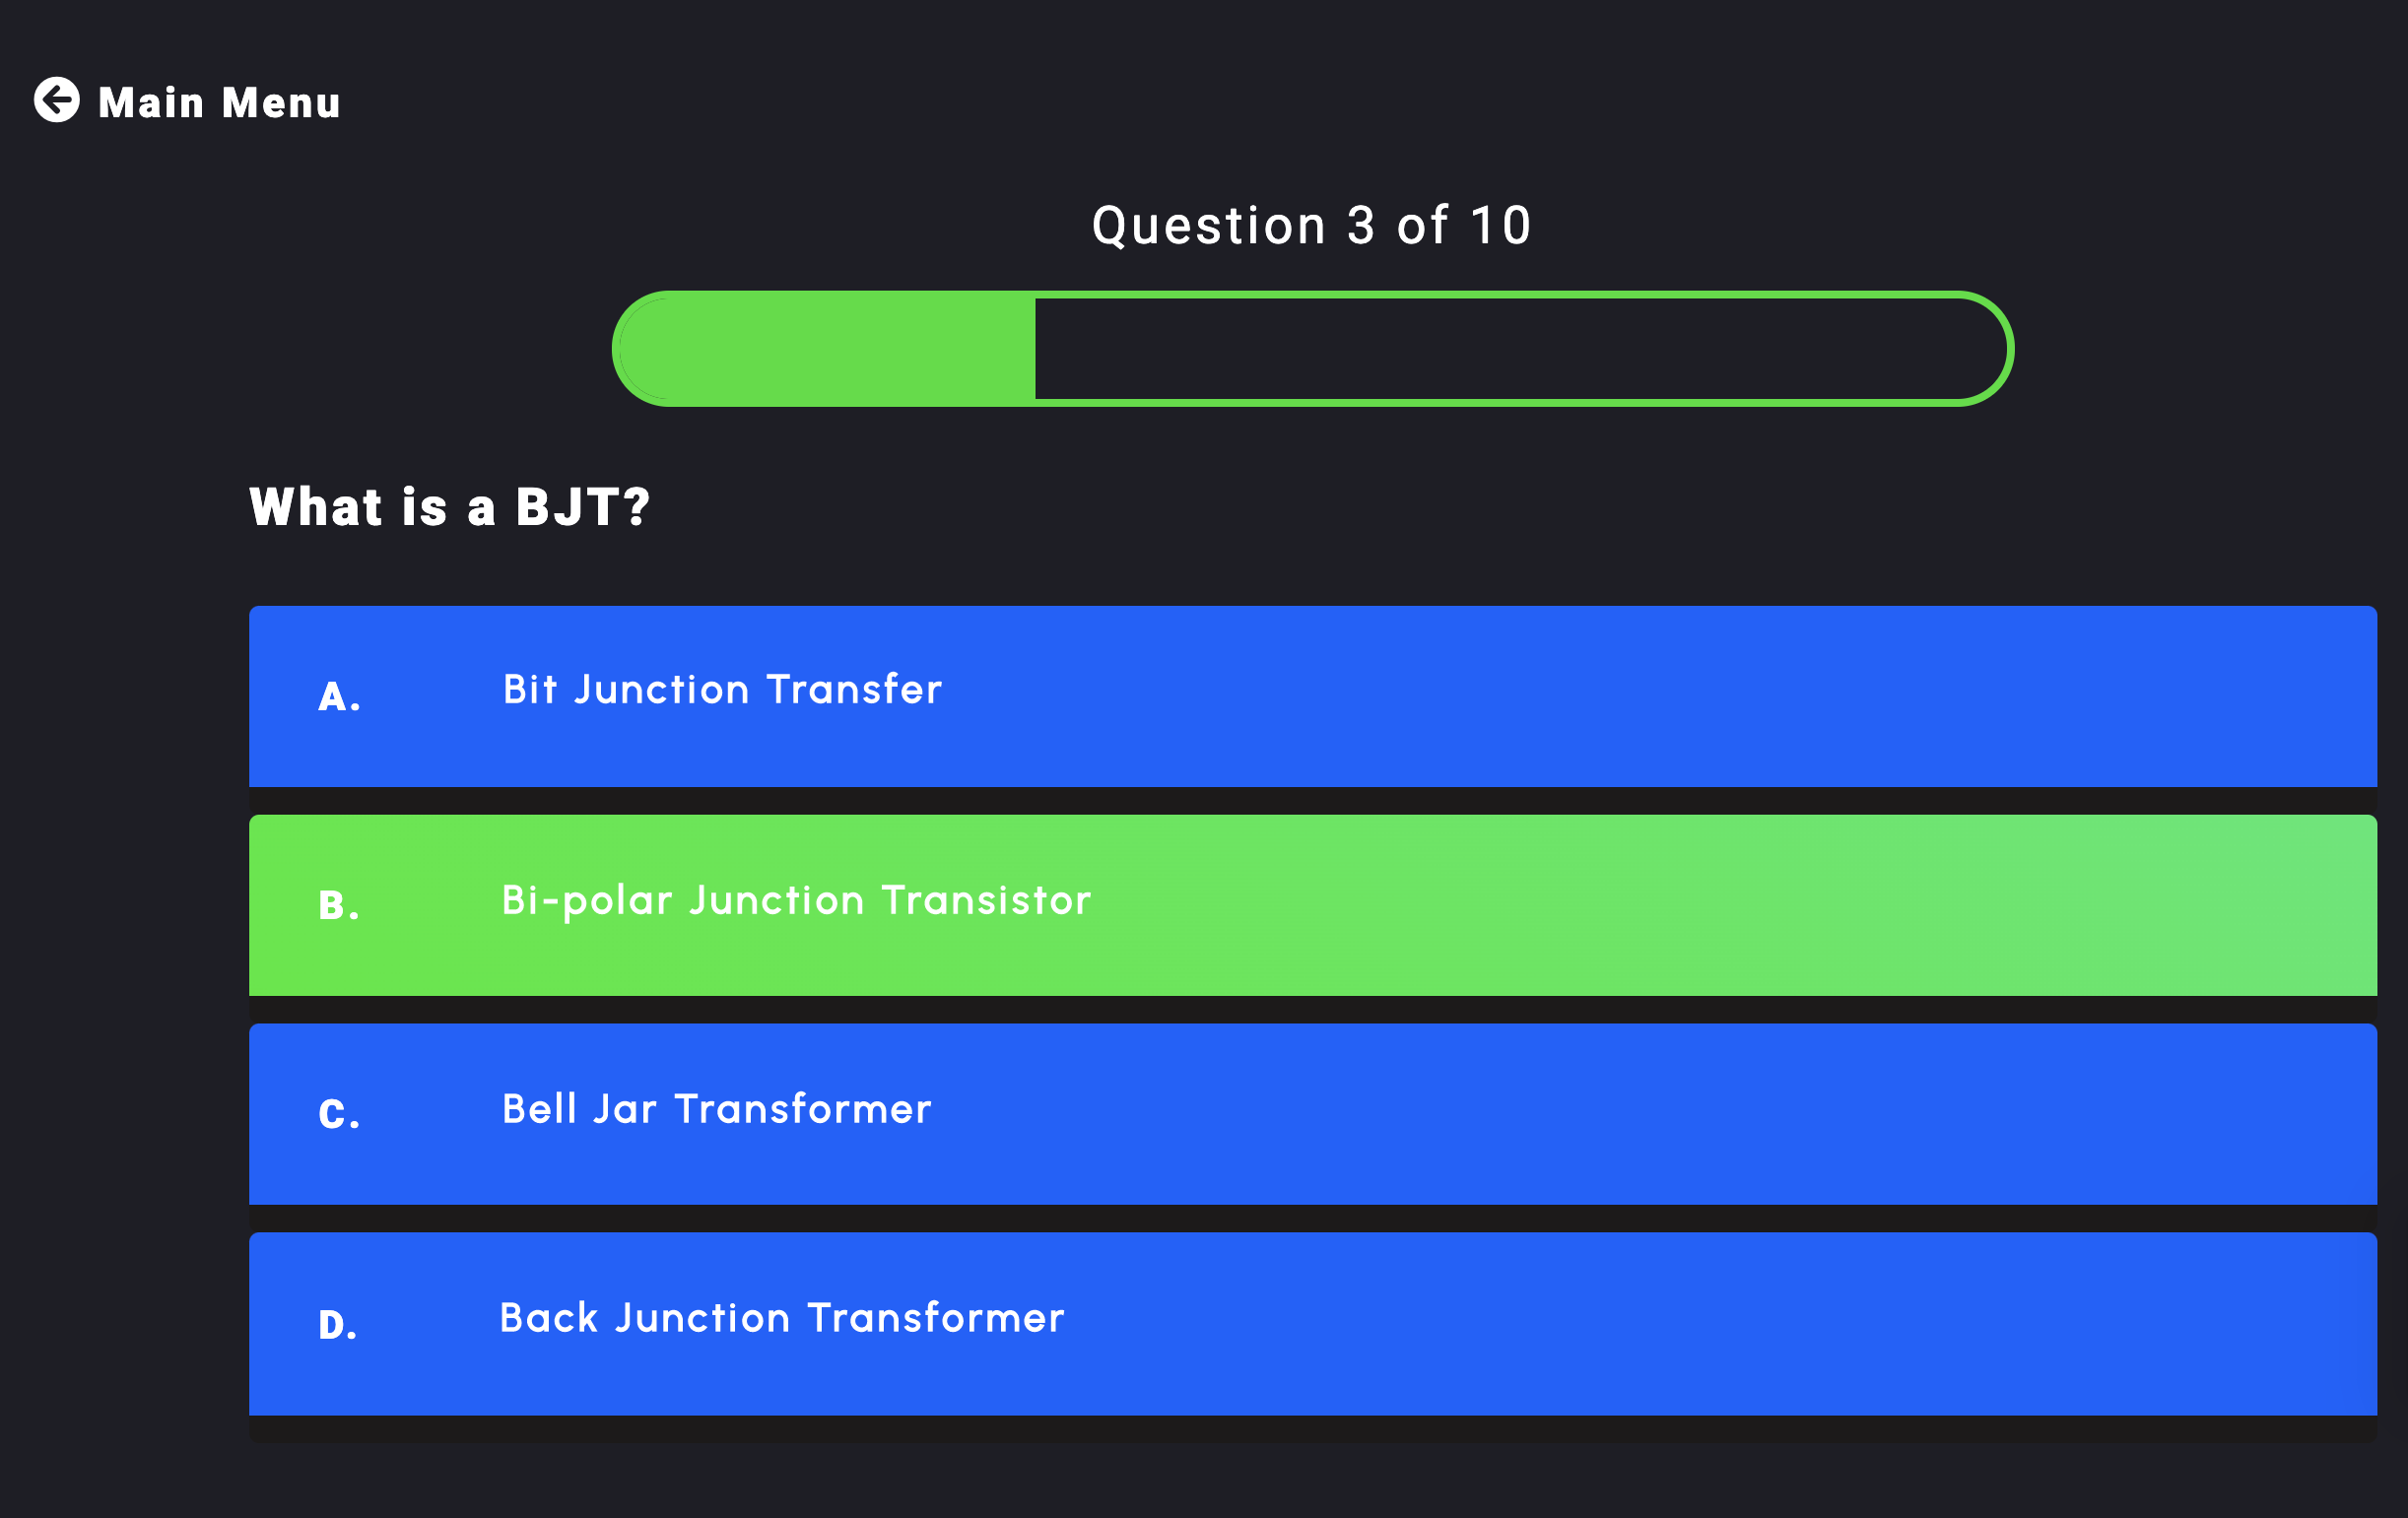 Main Menu
Question 3 of 10
What is a BJT?
A. Bit Junction Transfer
B. Bi-polar Junction Transistor
C. Bell Jar Transformer
D. Back Junction Transformer